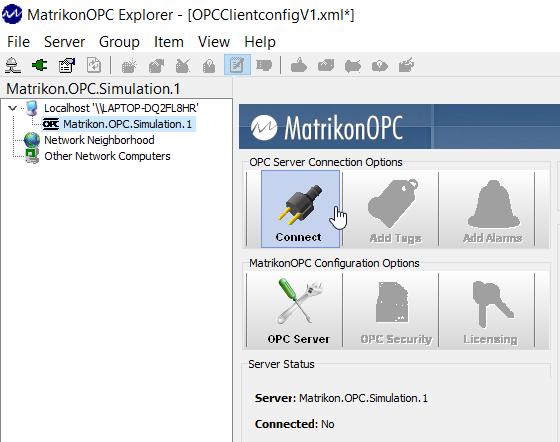 MatrikonOPC Explorer - [OPCClientconfigV1.xml*]
File Server Group Item View Help
Matrikon.OPC.Simulation.1
Localhost '\\LAPTOP-DQ2FL8HR'
OPC Matrikon.OPC.Simulation.1
Network Neighborhood
Other Network Computers
MatrikonOPC
OPC Server Connection Options
Connect Add Tags Add Alarms
MatrikonOPC Configuration Options
OPC Server OPC Security Licensing
Server Status
Server: Matrikon.OPC.Simulation.1
Connected: No